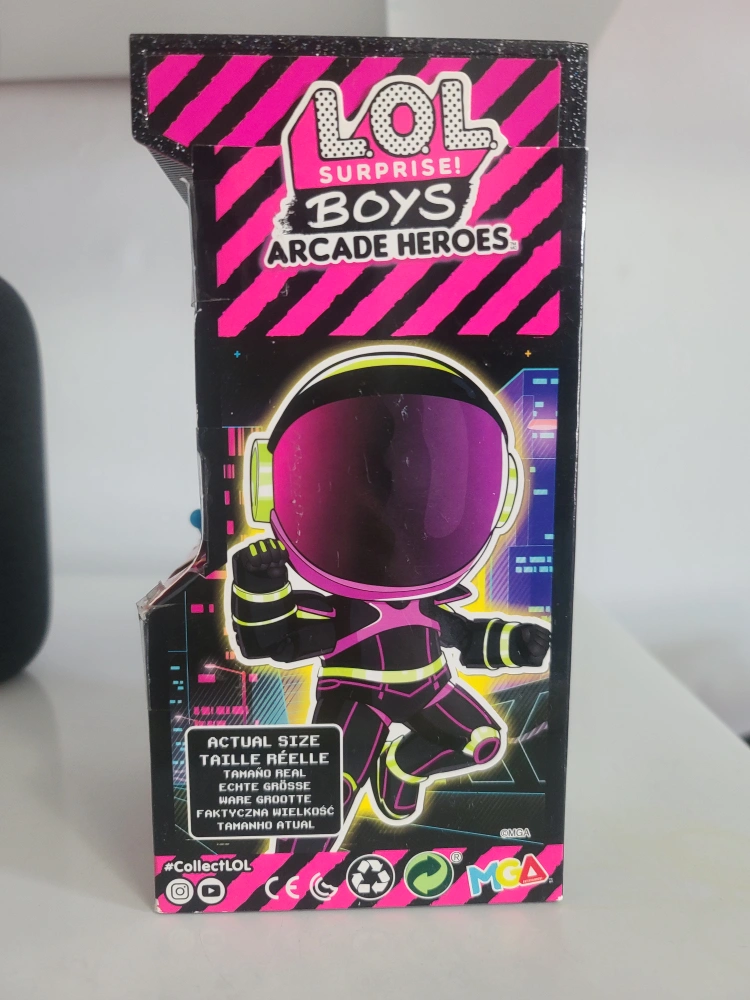 L.O.L.
SURPRISE!
BOYS
ARCADE HEROES
ACTUAL SIZE
TAILLE RÉELLE
TAMAÑO REAL
ECHTE GRÖSSE
WARE GROOTTE
FAKTYCZNA WIELKOŚĆ
TAMANHO ATUAL
©MGA
#CollectLOL
CE ® MGA